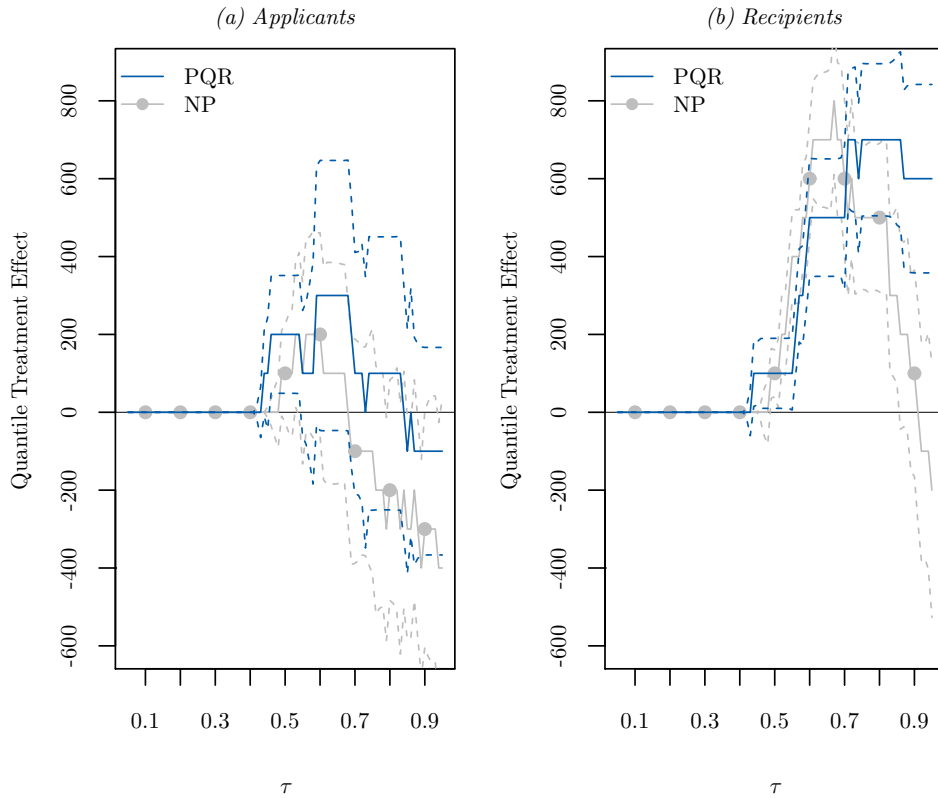 (a) Applicants
PQR
NP
Quantile Treatment Effect
800
600
400
200
0
-200
-400
-600
0.1 0.3 0.5 0.7 0.9
τ
(b) Recipients
PQR
NP
Quantile Treatment Effect
800
600
400
200
0
-200
-400
-600
0.1 0.3 0.5 0.7 0.9
τ